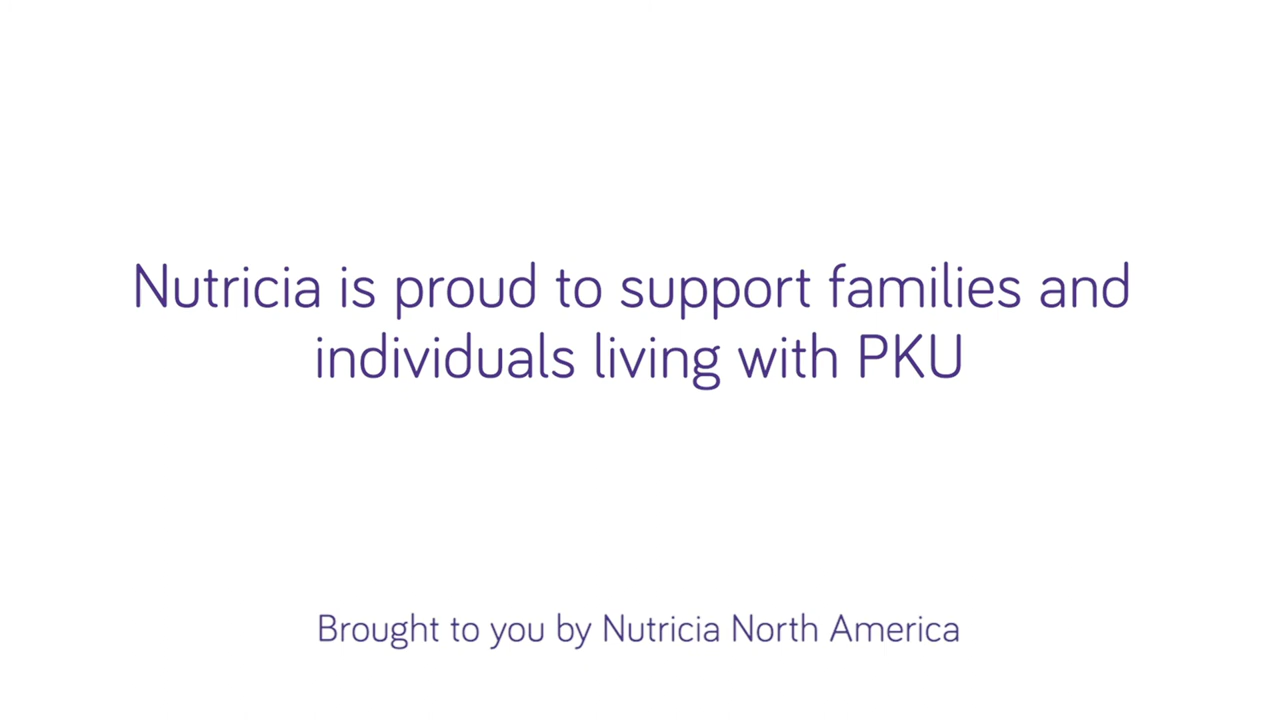 Nutricia is proud to support families and
individuals living with PKU
Brought to you by Nutricia North America